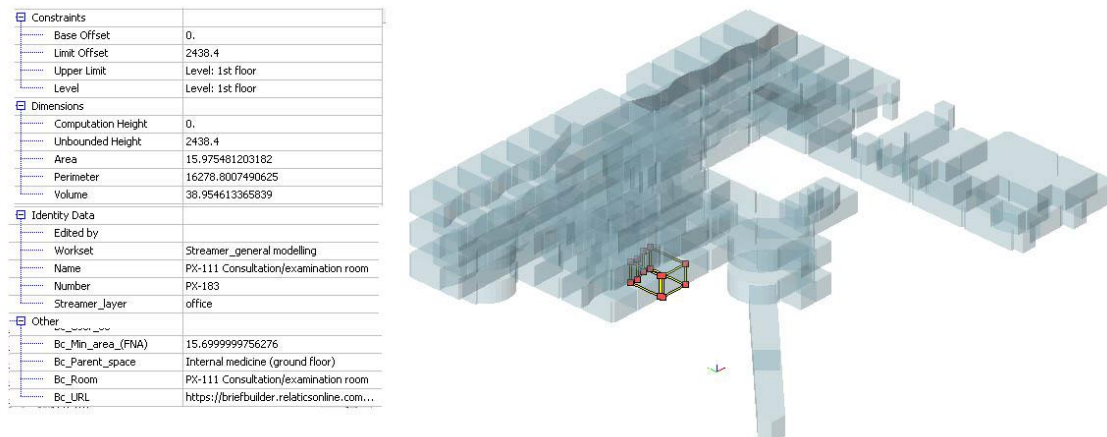 Constraints
Base Offset 0.
Limit Offset 2438.4
Upper Limit Level: 1st floor
Level Level: 1st floor
Dimensions
Computation Height 0.
Unbounded Height 2438.4
Area 15.975481203182
Perimeter 16278.8007490625
Volume 38.954613365839
Identity Data
Edited by
Workset Streamer_general modelling
Name PX-111 Consultation/examination room
Number PX-183
Streamer_layer office
Other
Bc_Min_area_(FNA) 15.6999999756276
Bc_Parent_space Internal medicine (ground floor)
Bc_Room PX-111 Consultation/examination room
Bc_URL https://briefbuilder.relaticsonline.com...